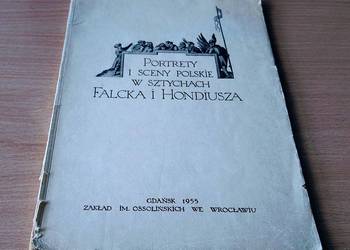 PORTRETY
I SCENY POLSKIE
W SZTYCHACH
FALCKA I HONDIUSZA
GDAŃSK 1955
ZAKŁAD IM. OSSOLIŃSKICH WE WROCŁAWIU